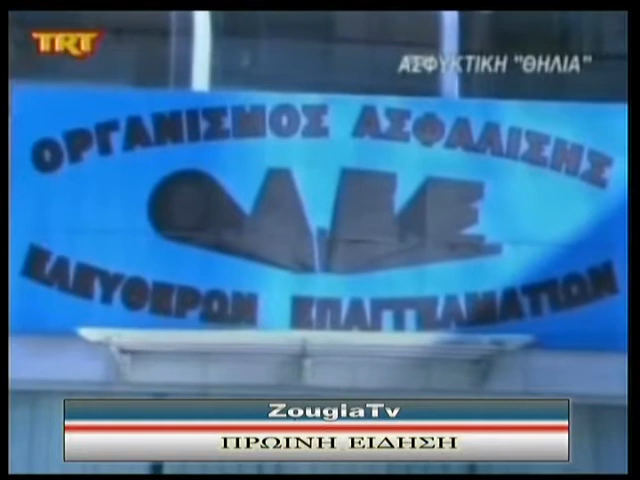 TRT
ΑΣΦΥΚΤΙΚΗ "ΘΗΛΙΑ"
ΟΡΓΑΝΙΣΜΟΣ ΑΣΦΑΛΙΣΗΣ
ΟΑΕΕ
ΕΛΕΥΘΕΡΩΝ ΕΠΑΓΓΕΛΜΑΤΙΩΝ
ZougiaTv
ΠΡΩΙΝΗ ΕΙΔΗΣΗ